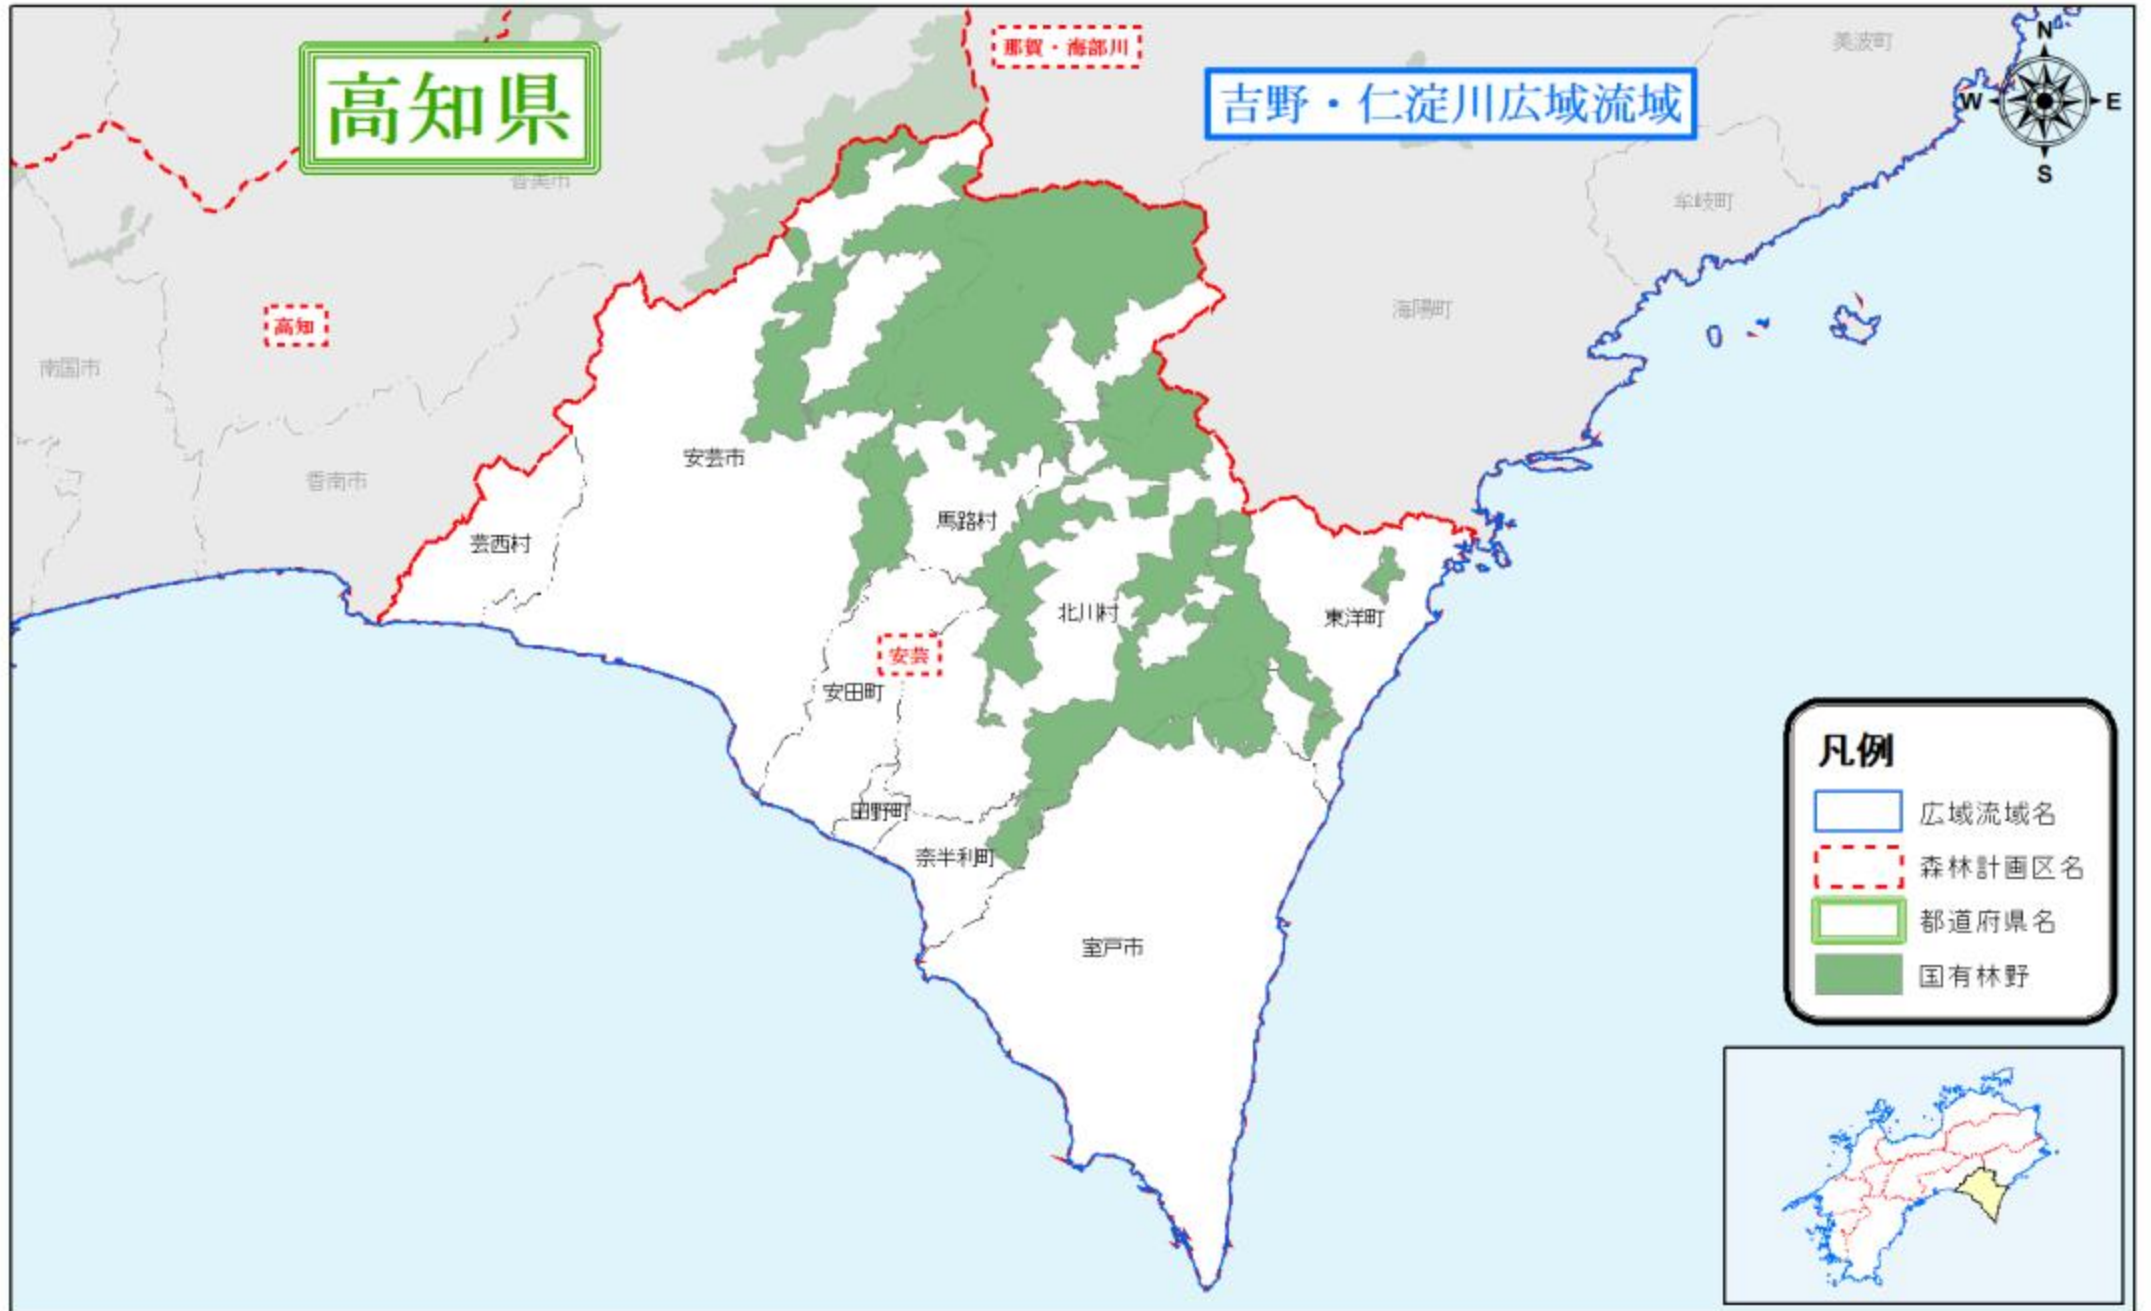 那賀・海部川
高知県
吉野・仁淀川広域流域
美波町
N
W
E
S
香美市
牟岐町
高知
海陽町
南国市
安芸市
香南市
馬路村
芸西村
北川村
東洋町
安芸
安田町
田野町
奈半利町
室戸市
凡例
広域流域名
森林計画区名
都道府県名
国有林野